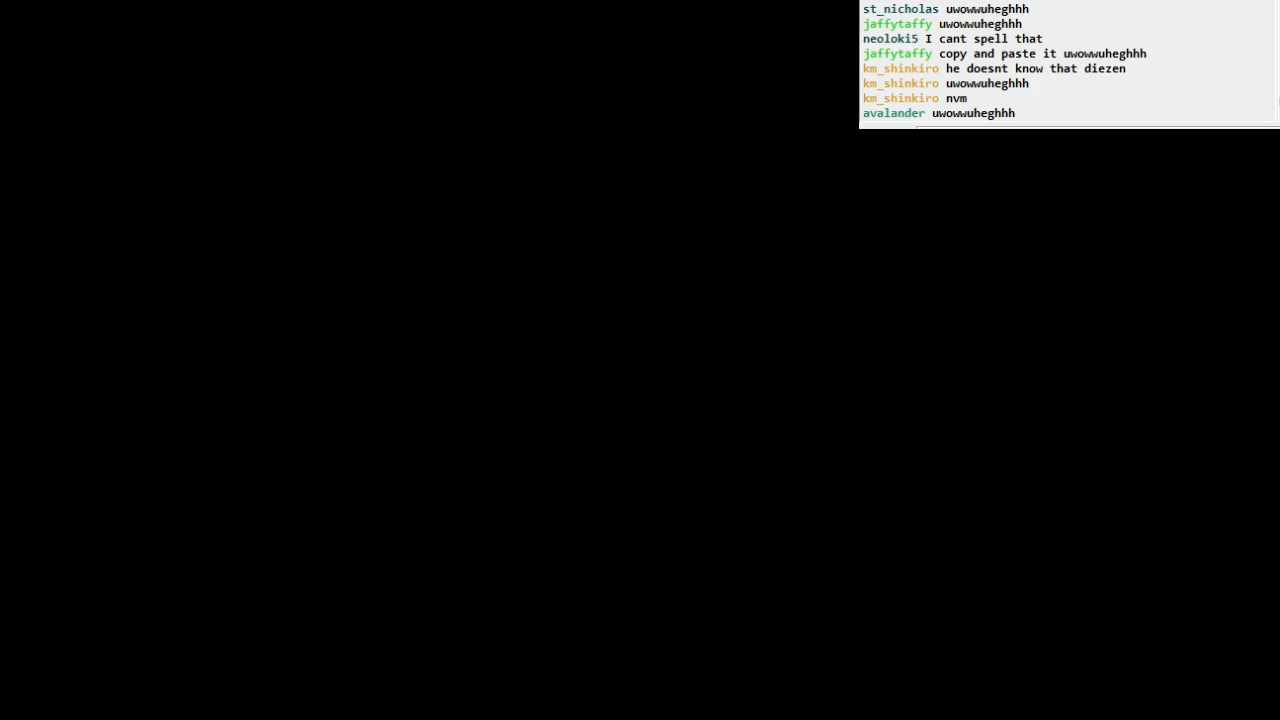 st_nicholas uwowwuheghhh
jaffytaffy uwowwuheghhh
neoloki5 I cant spell that
jaffytaffy copy and paste it uwowwuheghhh
km_shinkiro he doesnt know that diezen
km_shinkiro uwowwuheghhh
km_shinkiro nvm
avalander uwowwuheghhh